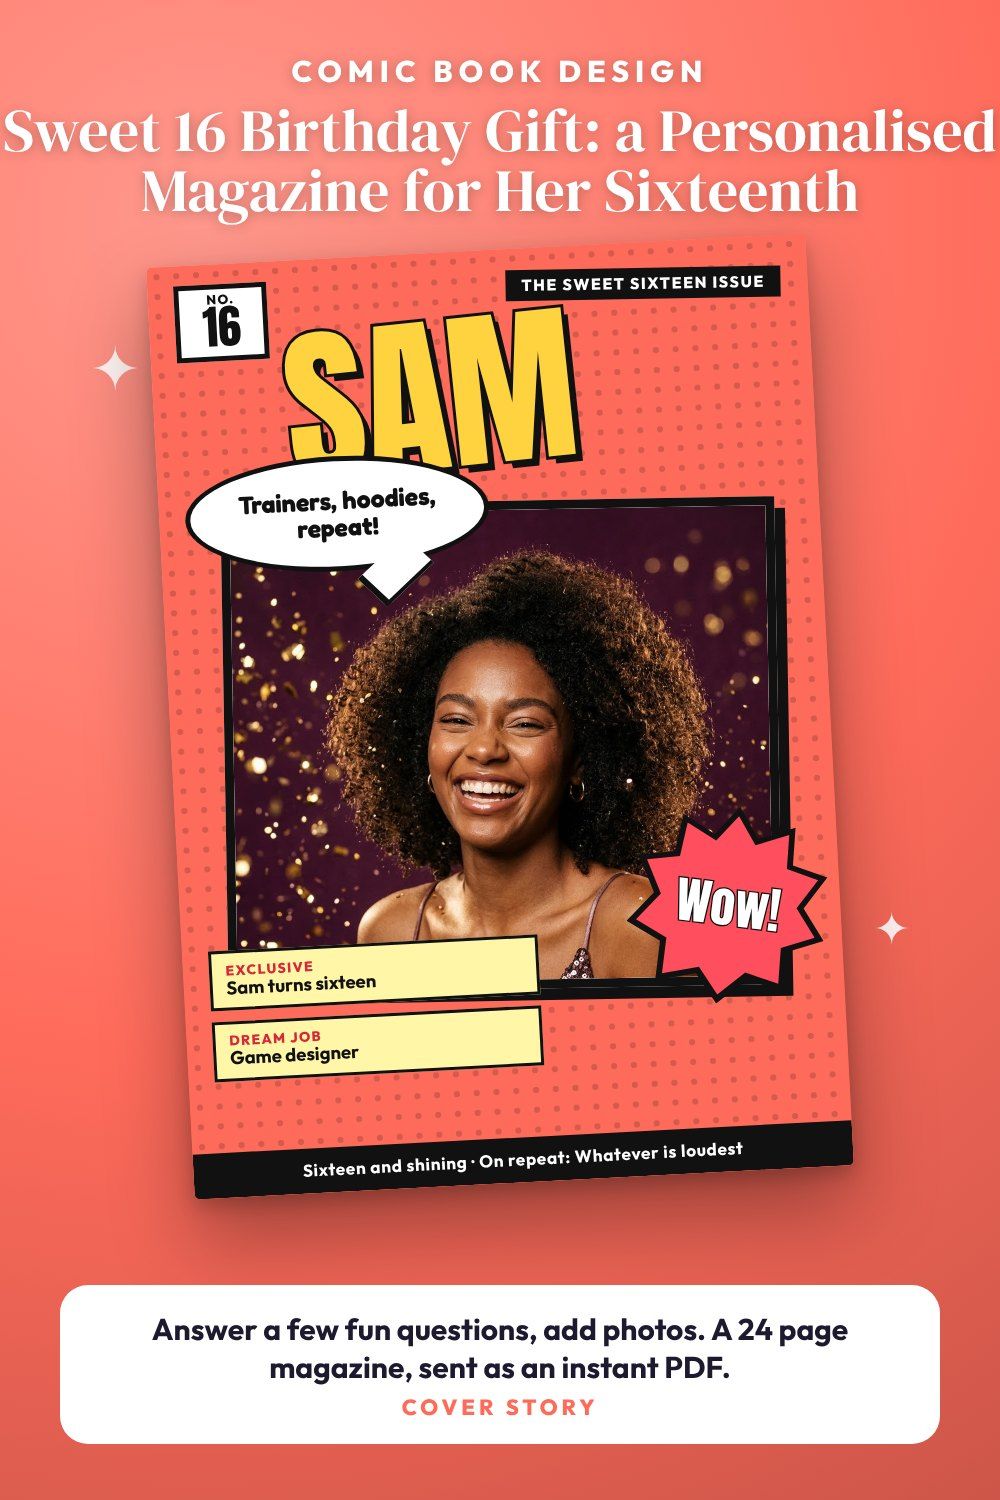 COMIC BOOK DESIGN
Sweet 16 Birthday Gift: a Personalised
Magazine for Her Sixteenth
THE SWEET SIXTEEN ISSUE
NO.
16
SAM
Trainers, hoodies,
repeat!
Wow!
EXCLUSIVE
Sam turns sixteen
DREAM JOB
Game designer
Sixteen and shining · On repeat: Whatever is loudest
Answer a few fun questions, add photos. A 24 page
magazine, sent as an instant PDF.
COVER STORY